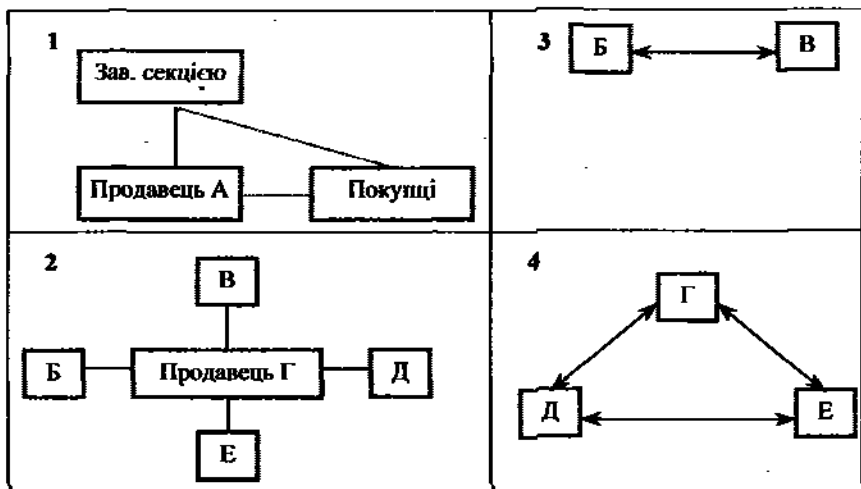 1
Зав. секцією
Продавець А
Покупці
3
Б
В
2
В
Б
Продавець Г
Д
Е
4
Г
Д
Е